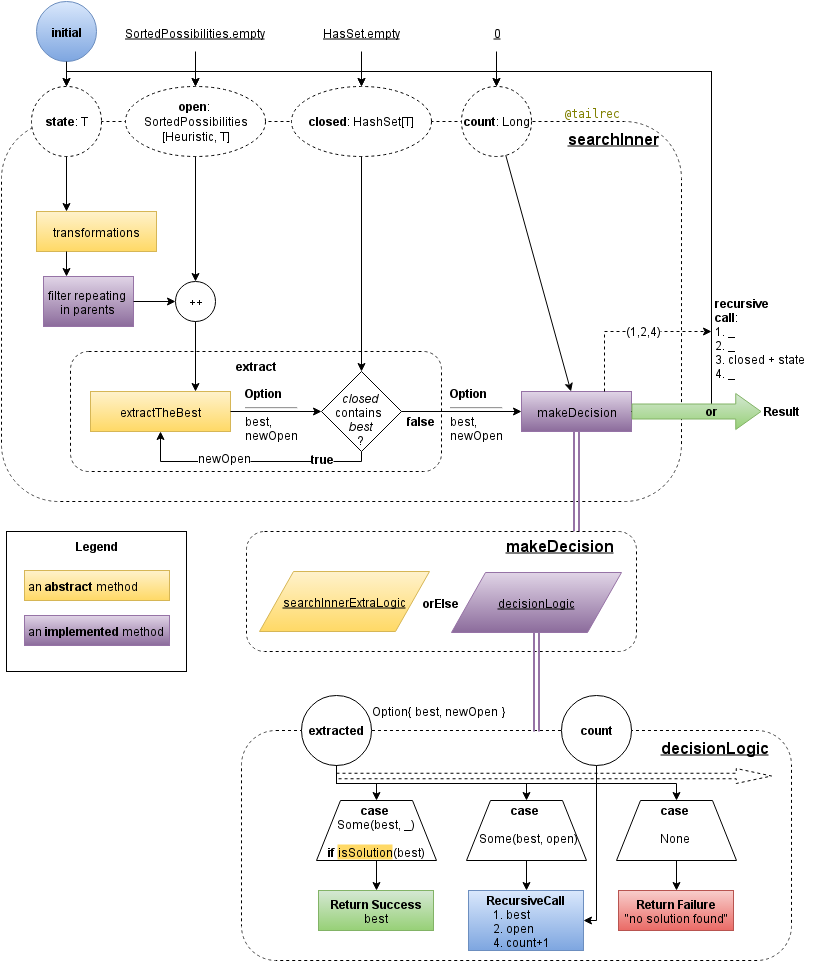 initial
SortedPossibilities.empty
HasSet.empty
0
state: T
open:
SortedPossibilities
[Heuristic, T]
closed: HashSet[T]
count: Long
@tailrec
searchInner
transformations
filter repeating
in parents
++
recursive
call:
1. _
2. _
3. closed + state
4. _
(1,2,4)
extract
extractTheBest
Option
best,
newOpen
closed
contains
best
?
false
true
newOpen
Option
best,
newOpen
makeDecision
or
Result
Legend
an abstract method
an implemented method
makeDecision
searchInnerExtraLogic
orElse
decisionLogic
extracted
Option{ best, newOpen }
count
decisionLogic
case
Some(best, _)
if isSolution(best)
case
Some(best, open)
case
None
Return Success
best
RecursiveCall
1. best
2. open
4. count+1
Return Failure
"no solution found"